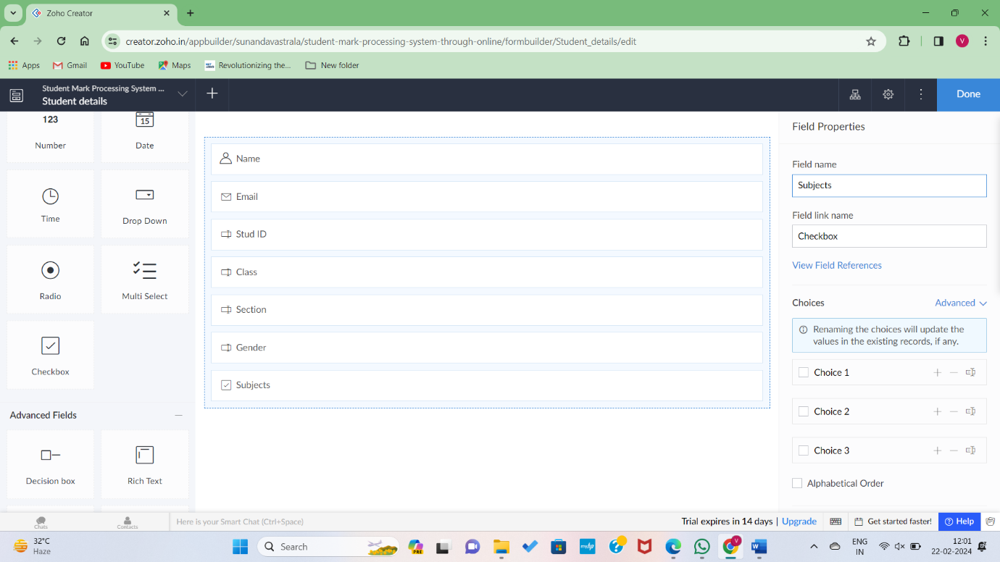 Zoho Creator
creator.zoho.in/appbuilder/sunandavastrala/student-mark-processing-system-through-online/formbuilder/Student_details/edit
V
Apps
Gmail
YouTube
Maps
Revolutionizing the...
New folder
Student Mark Processing System ...
Student details
Done
123
Number
15
Date
Time
Drop Down
Radio
Multi Select
Checkbox
Advanced Fields
Decision box
Rich Text
Name
Email
Stud ID
Class
Section
Gender
Subjects
Field Properties
Field name
Subjects
Field link name
Checkbox
View Field References
Choices
Advanced
Renaming the choices will update the
values in the existing records, if any.
Choice 1
Choice 2
Choice 3
Alphabetical Order
Chats
Contacts
Here is your Smart Chat (Ctrl+Space)
Trial expires in 14 days | Upgrade
Get started faster!
Help
32°C
Haze
Search
PRE
myhp
V
ENG
IN
12:01
22-02-2024